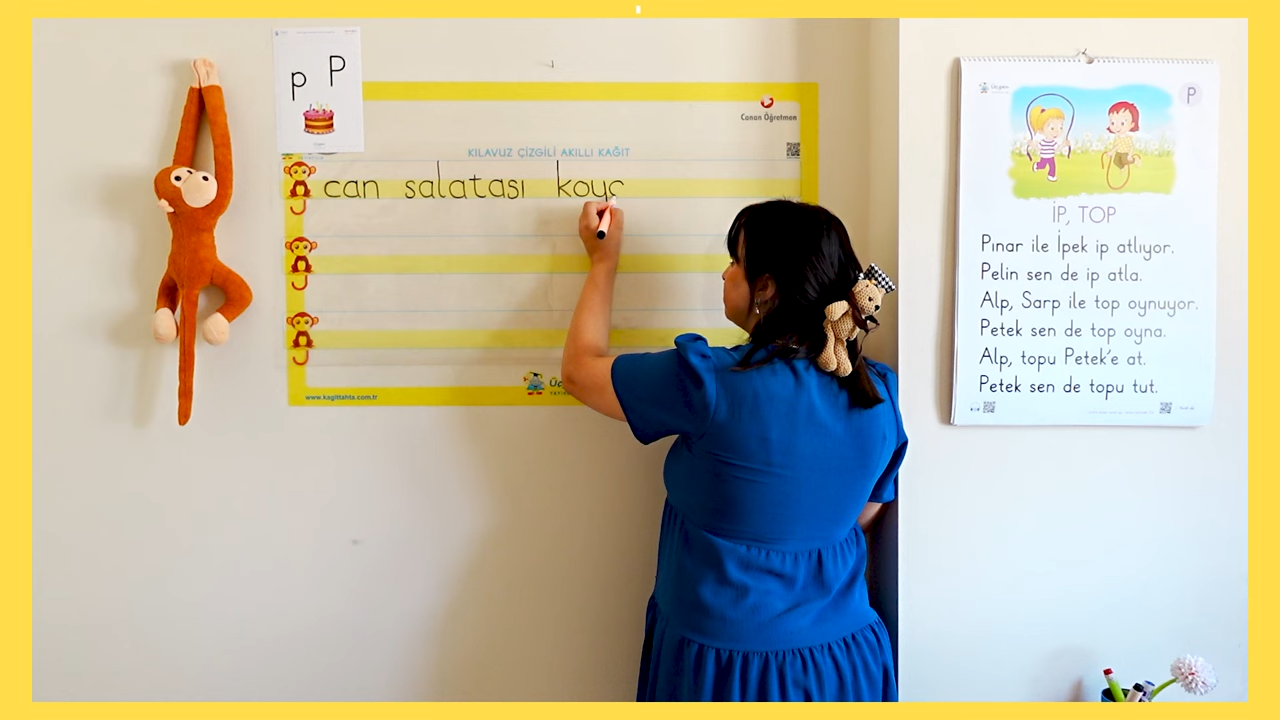 p P
Canan Öğretmen
KILAVUZ ÇİZGİLİ AKILLI KAĞIT
can salatası koya
www.kagittahta.com.tr
p
İP, TOP
Pınar ile İpek ip atlıyor.
Pelin sen de ip atla.
Alp, Sarp ile top oynuyor.
Petek sen de top oyna.
Alp, topu Petek'e at.
Petek sen de topu tut.